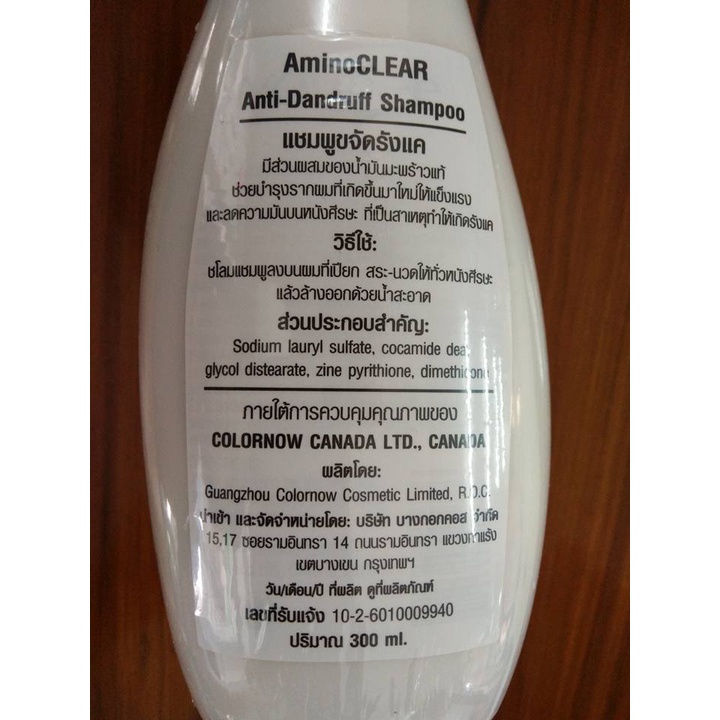 AminoCLEAR
Anti-Dandruff Shampoo
แชมพูขจัดรังแค
มีส่วนผสมของน้ำมันมะพร้าวแท้
ช่วยบำรุงรากผมที่เกิดขึ้นมาใหม่ให้แข็งแรง
และลดความมันบนหนังศีรษะ ที่เป็นสาเหตุทำให้เกิดรังแค
วิธีใช้:
ชโลมแชมพูลงบนผมที่เปียก สระ-นวดให้ทั่วหนังศีรษะ
แล้วล้างออกด้วยน้ำสะอาด
ส่วนประกอบสำคัญ:
Sodium lauryl sulfate, cocamide dea,
glycol distearate, zine pyrithione, dimethicone
ภายใต้การควบคุมคุณภาพของ
COLORNOW CANADA LTD., CANADA
ผลิตโดย:
Guangzhou Colornow Cosmetic Limited, R.O.C.
นำเข้า และจัดจำหน่ายโดย: บริษัท บางกอกคอส จำกัด
15,17 ซอยรามอินทรา 14 ถนนรามอินทรา แขวงท่าแร้ง
เขตบางเขน กรุงเทพฯ
วัน/เดือน/ปี ที่ผลิต ดูที่ผลิตภัณฑ์
เลขที่รับแจ้ง 10-2-6010009940
ปริมาณ 300 ml.